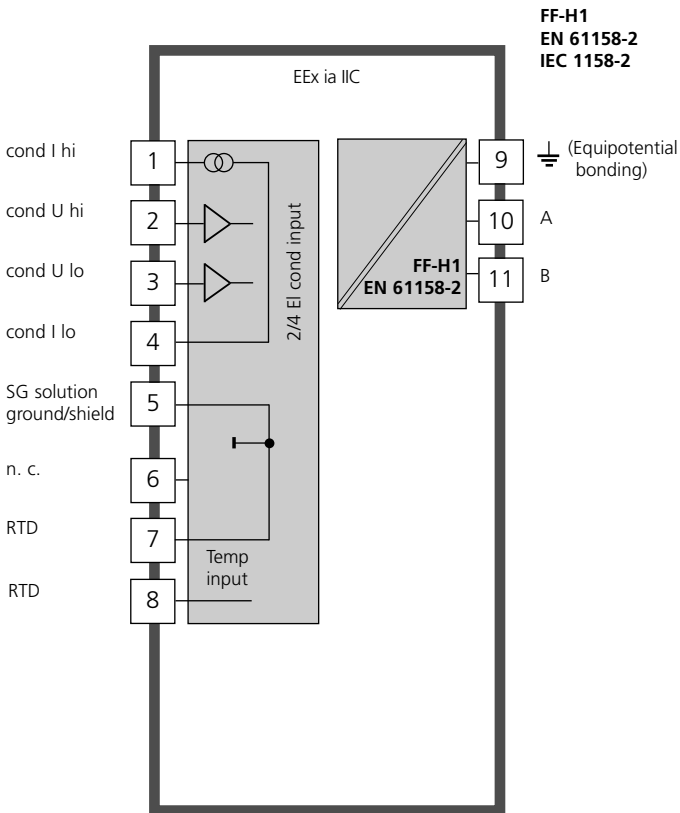 FF-H1
EN 61158-2
IEC 1158-2
EEx ia IIC
cond I hi
1
cond U hi
2
cond U lo
3
cond I lo
4
SG solution
ground/shield
5
n. c.
6
RTD
7
RTD
8
2/4 El cond input
Temp
input
FF-H1
EN 61158-2
9
(Equipotential
bonding)
10
A
11
B